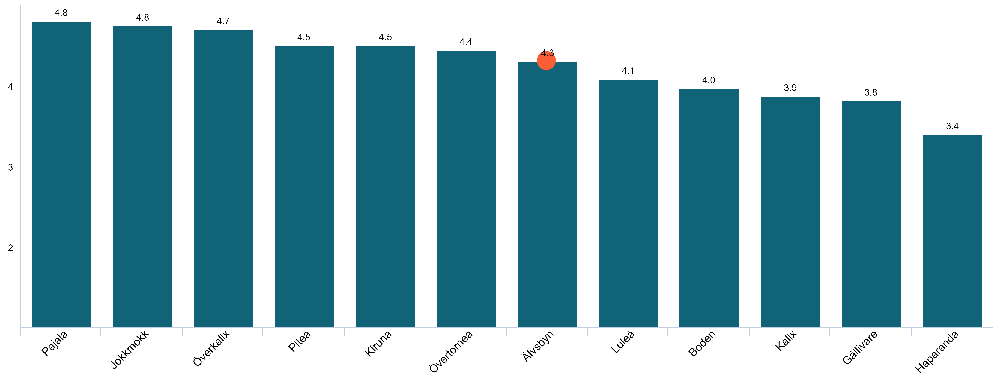 4.8
4.8
4.7
4.5
4.5
4.4
4.3
4.1
4.0
3.9
3.8
3.4
4
3
2
Pajala
Jokkmokk
Överkalix
Piteå
Kiruna
Övertorneå
Älvsbyn
Luleå
Boden
Kalix
Gällivare
Haparanda